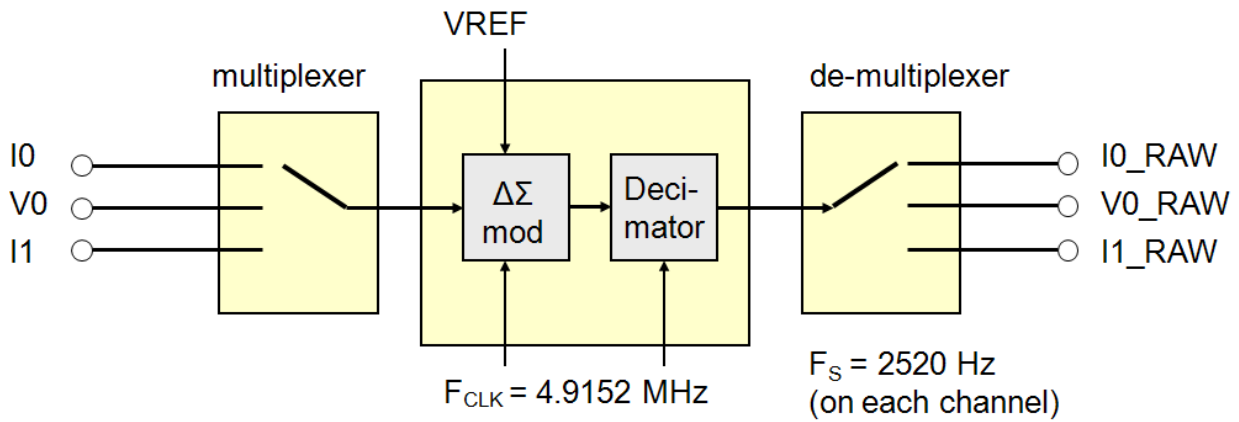 VREF
multiplexer
de-multiplexer
I0
V0
I1
ΔΣ
mod
Deci-
mator
I0_RAW
V0_RAW
I1_RAW
FCLK = 4.9152 MHz
FS = 2520 Hz
(on each channel)